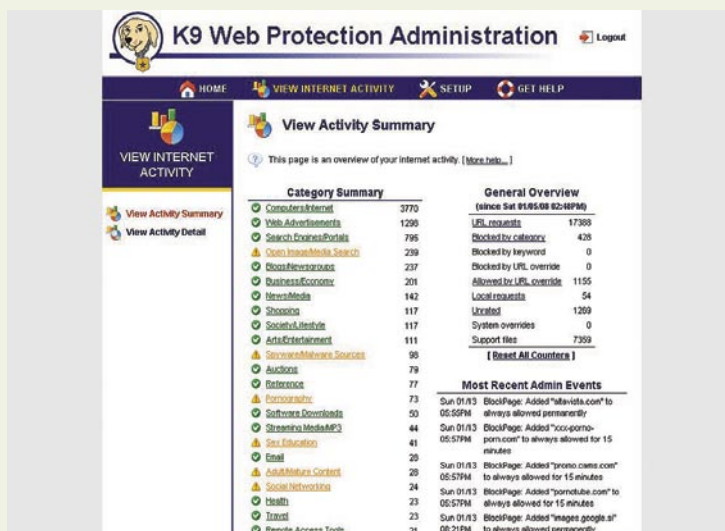 K9 Web Protection Administration
Logout
HOME
VIEW INTERNET ACTIVITY
SETUP
GET HELP
VIEW INTERNET
ACTIVITY
View Activity Summary
View Activity Detail
View Activity Summary
This page is an overview of your internet activity. [ More help... ]
Category Summary
Computers/Internet 3770
Web Advertisements 1298
Search Engines/Portals 795
Open Image/Media Search 239
Blogs/Newsgroups 237
Business/Economy 201
News/Media 142
Shopping 117
Society/Lifestyle 117
Arts/Entertainment 111
Spyware/Malware Sources 98
Auctions 79
Reference 77
Pornography 73
Software Downloads 50
Streaming Media/MP3 44
Sex Education 41
Email 28
Adult/Mature Content 28
Social Networking 24
Health 23
Travel 23
Remote Access Tools 21
General Overview
(since Sat 01/05/08 02:48PM)
URL requests 17388
Blocked by category 428
Blocked by keyword 0
Blocked by URL override 0
Allowed by URL override 1155
Local requests 54
Unrated 1269
System overrides 0
Support files 7359
[ Reset All Counters ]
Most Recent Admin Events
Sun 01/13 BlockPage: Added "altavista.com" to
05:55PM always allowed permanently
Sun 01/13 BlockPage: Added "xxx-porno-
05:57PM porn.com" to always allowed for 15
minutes
Sun 01/13 BlockPage: Added "promo.cams.com"
05:57PM to always allowed for 15 minutes
Sun 01/13 BlockPage: Added "pornotube.com" to
05:57PM always allowed for 15 minutes
Sun 01/13 BlockPage: Added "images.google.si"
06:21PM to always allowed permanently